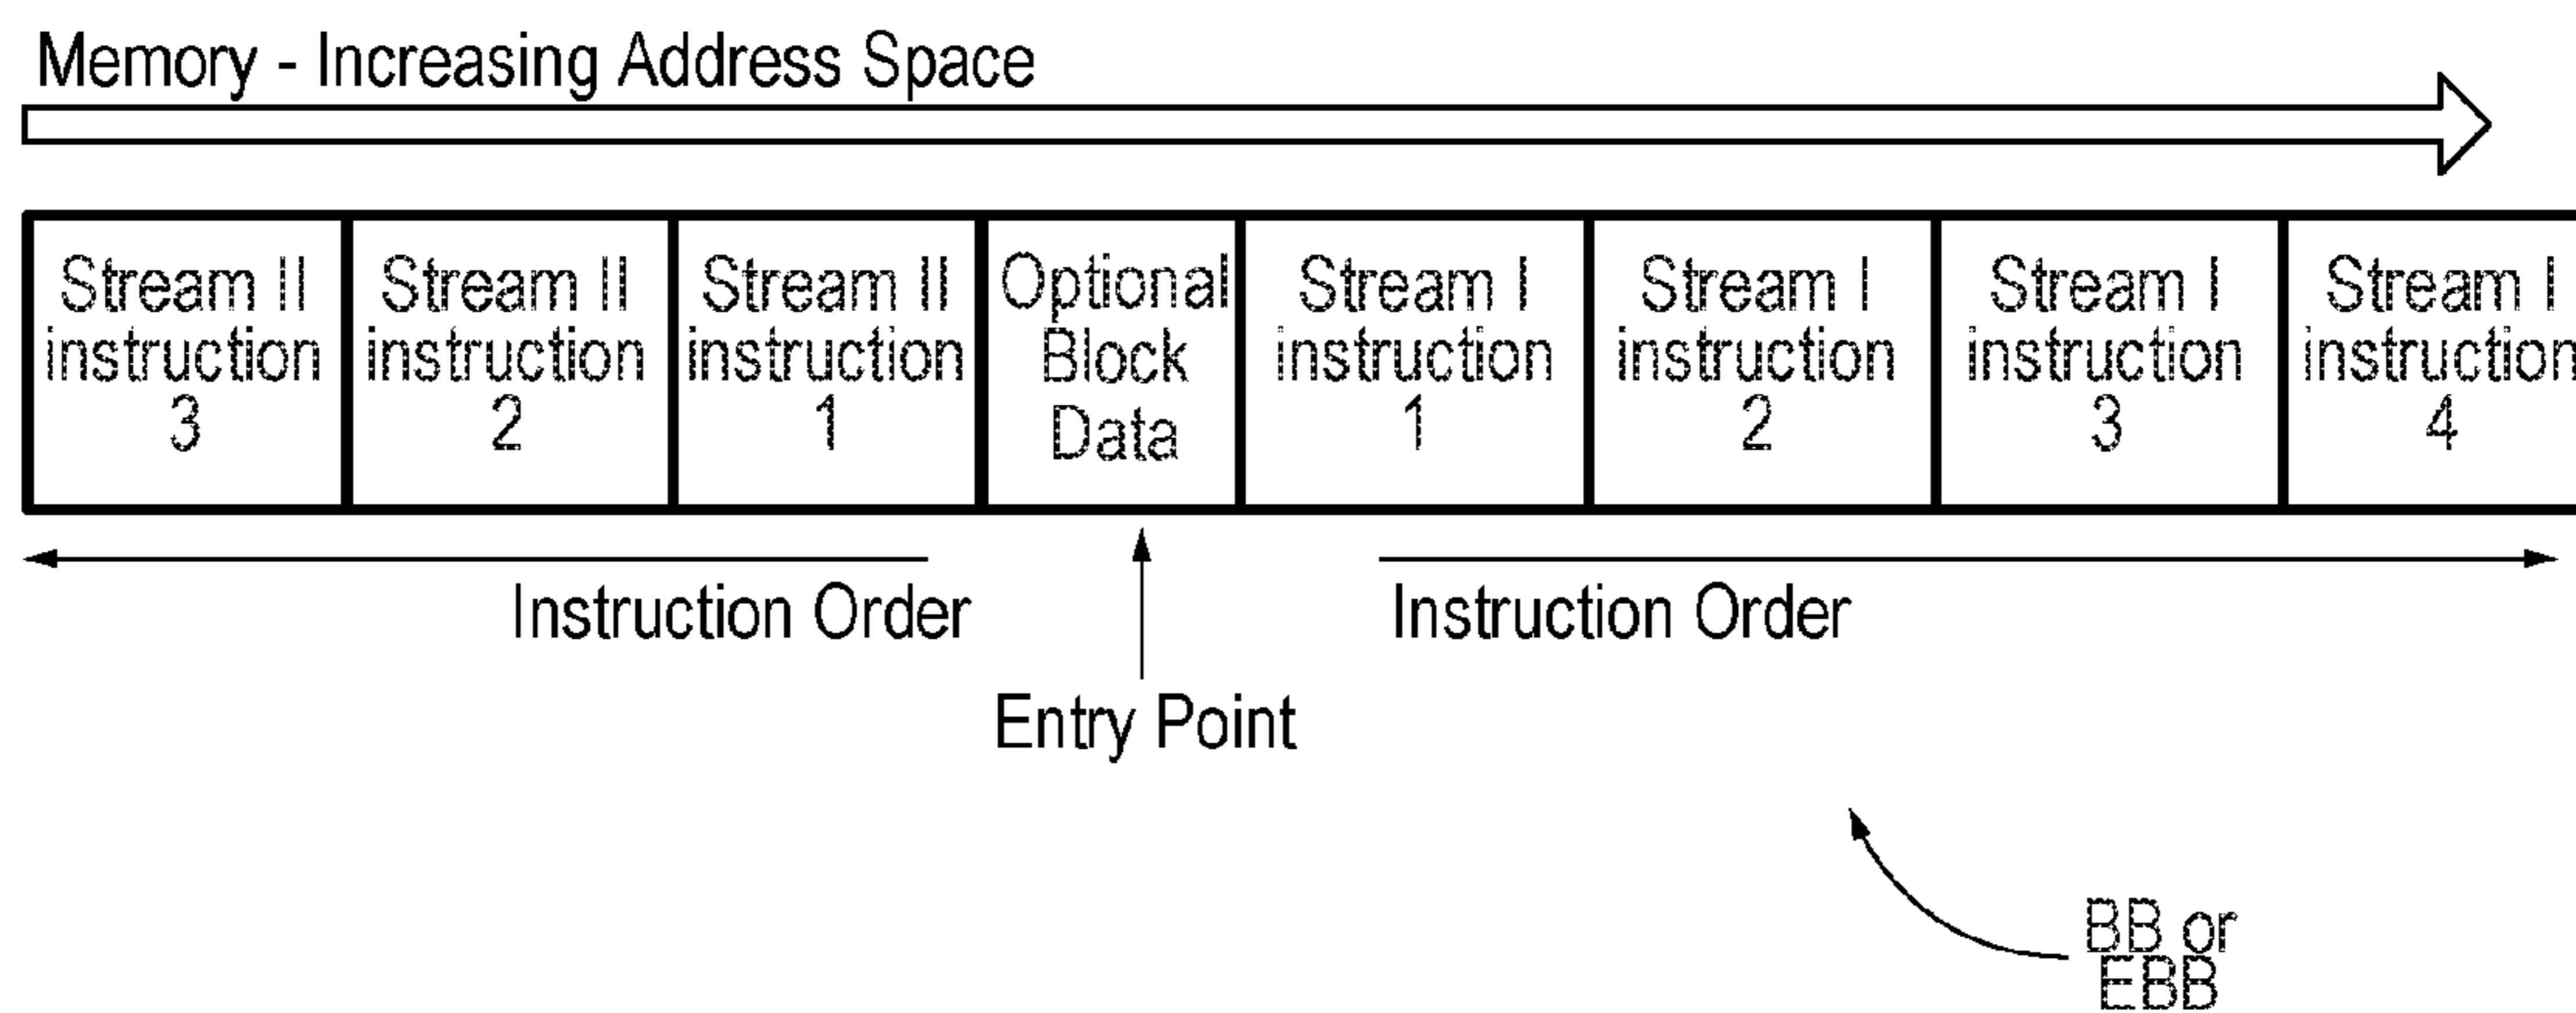 Memory - Increasing Address Space
Stream II
instruction
3
Stream II
instruction
2
Stream II
instruction
1
Optional
Block
Data
Stream I
instruction
1
Stream I
instruction
2
Stream I
instruction
3
Stream I
instruction
4
Instruction Order
Instruction Order
Entry Point
BB or
EBB